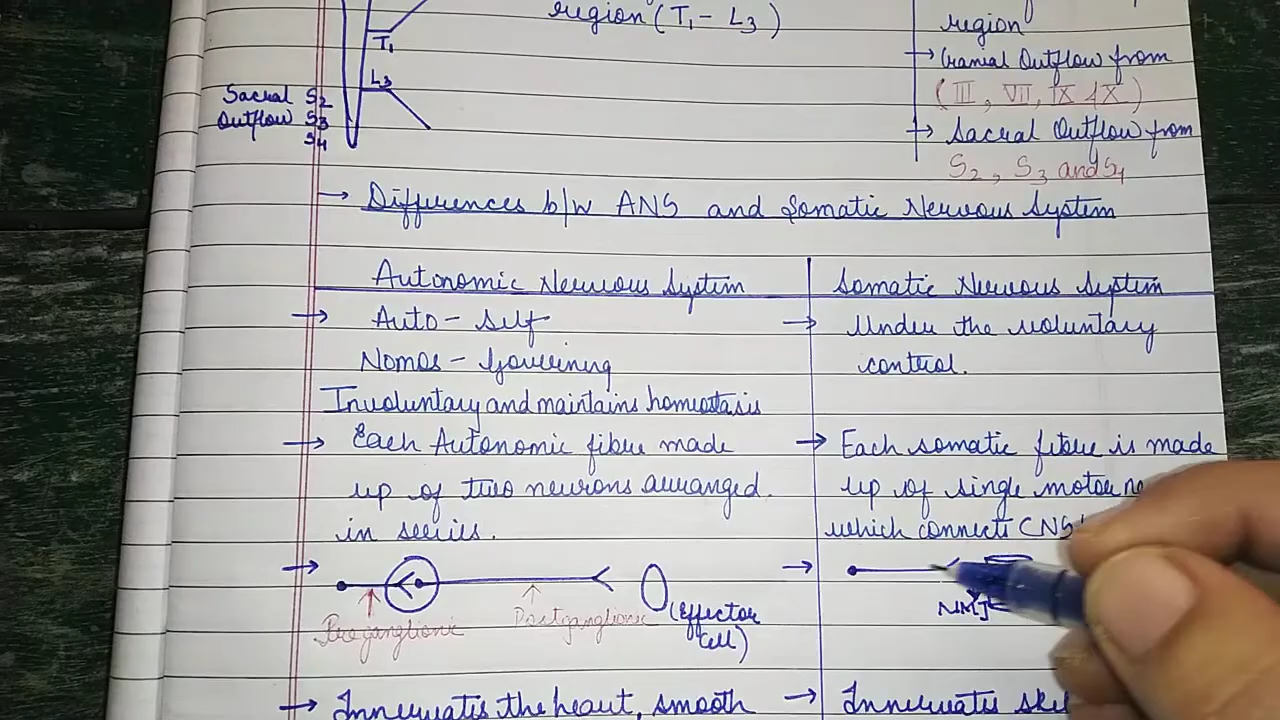 region (T1 - L3)
region
→ Cranial Outflow from
(III, VII, IX & X)
→ Sacral Outflow from
S2, S3 and S4
T1
L3
Sacral S2
Outflow S3
S4
→ Differences b/w ANS and Somatic Nervous System
Autonomic Nervous System
→ Auto - Self
Nomos - Governing
Involuntary and maintains homeostasis
→ Each Autonomic fibre made
up of two neurons arranged
in series.
→
Preganglionic
Postganglionic
(Effector
cell)
→ Innervates the heart, smooth
Somatic Nervous System
→ Under the voluntary
control.
→ Each somatic fibre is made
up of single motor
which connects CNS
→
NMJ
→ Innervates